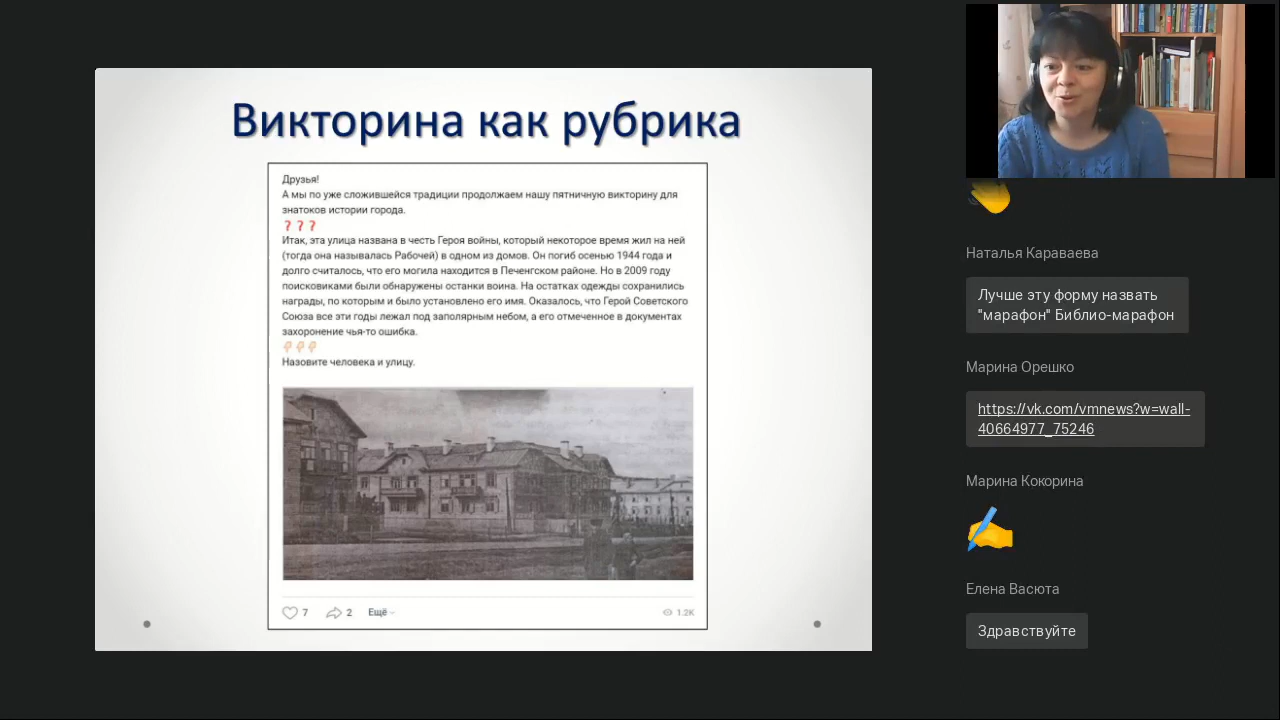 Викторина как рубрика
Друзья!
А мы по уже сложившейся традиции продолжаем нашу пятничную викторину для
знатоков истории города.
❓❓❓
Итак, эта улица названа в честь Героя войны, который некоторое время жил на ней
(тогда она называлась Рабочей) в одном из домов. Он погиб осенью 1944 года и
долго считалось, что его могила находится в Печенгском районе. Но в 2009 году
поисковиками были обнаружены останки воина. На остатках одежды сохранились
награды, по которым и было установлено его имя. Оказалось, что Герой Советского
Союза все эти годы лежал под заполярным небом, а его отмеченное в документах
захоронение чья-то ошибка.
Назовите человека и улицу.
7 2 Ещё 1.2K
Наталья Караваева
Лучше эту форму назвать
"марафон" Библио-марафон
Марина Орешко
https://vk.com/vmnews?w=wall-
40664977_75246
Марина Кокорина
Елена Васюта
Здравствуйте